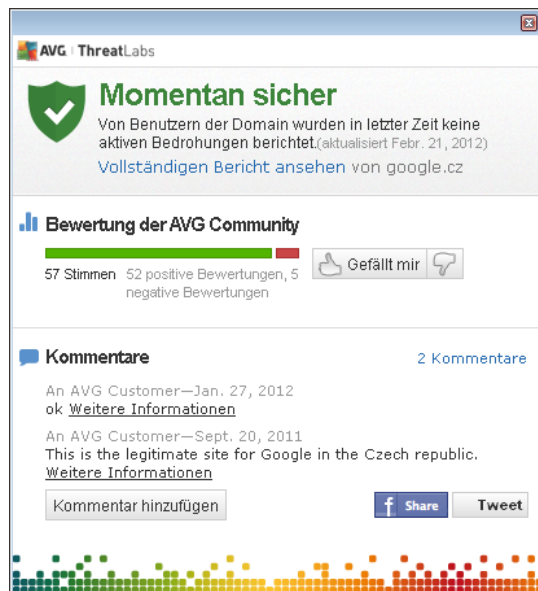 AVG ThreatLabs
Momentan sicher
Von Benutzern der Domain wurden in letzter Zeit keine
aktiven Bedrohungen berichtet.(aktualisiert Febr. 21, 2012)
Vollständigen Bericht ansehen von google.cz
Bewertung der AVG Community
57 Stimmen 52 positive Bewertungen, 5
negative Bewertungen
Gefällt mir
Kommentare 2 Kommentare
An AVG Customer—Jan. 27, 2012
ok Weitere Informationen
An AVG Customer—Sept. 20, 2011
This is the legitimate site for Google in the Czech republic.
Weitere Informationen
Kommentar hinzufügen f Share Tweet